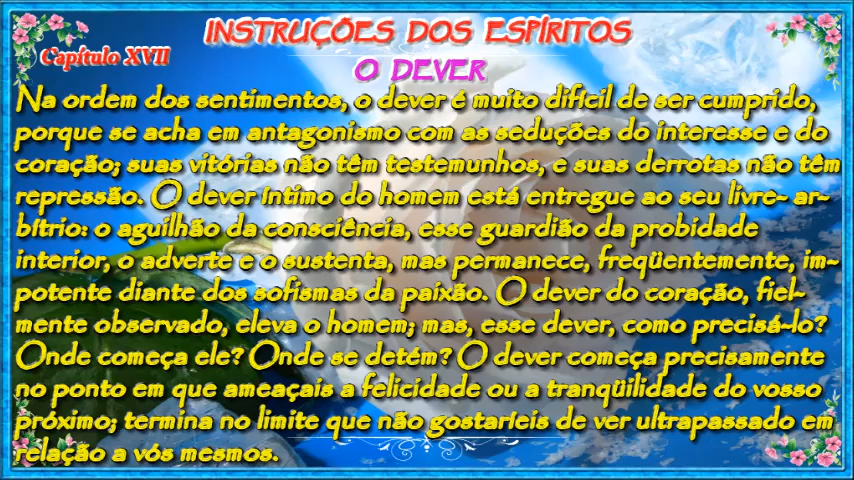 INSTRUÇÕES DOS ESPÍRITOS
Capítulo XVII
O DEVER
Na ordem dos sentimentos, o dever é muito difícil de ser cumprido,
porque se acha em antagonismo com as seduções do interesse e do
coração; suas vitórias não têm testemunhos, e suas derrotas não têm
repressão. O dever íntimo do homem está entregue ao seu livre- ar-
bítrio: o aguilhão da consciência, esse guardião da probidade
interior, o adverte e o sustenta, mas permanece, freqüentemente, im-
potente diante dos sofismas da paixão. O dever do coração, fiel-
mente observado, eleva o homem; mas, esse dever, como precisá-lo?
Onde começa ele? Onde se detém? O dever começa precisamente
no ponto em que ameaçais a felicidade ou a tranqüilidade do vosso
próximo; termina no limite que não gostaríeis de ver ultrapassado em
relação a vós mesmos.